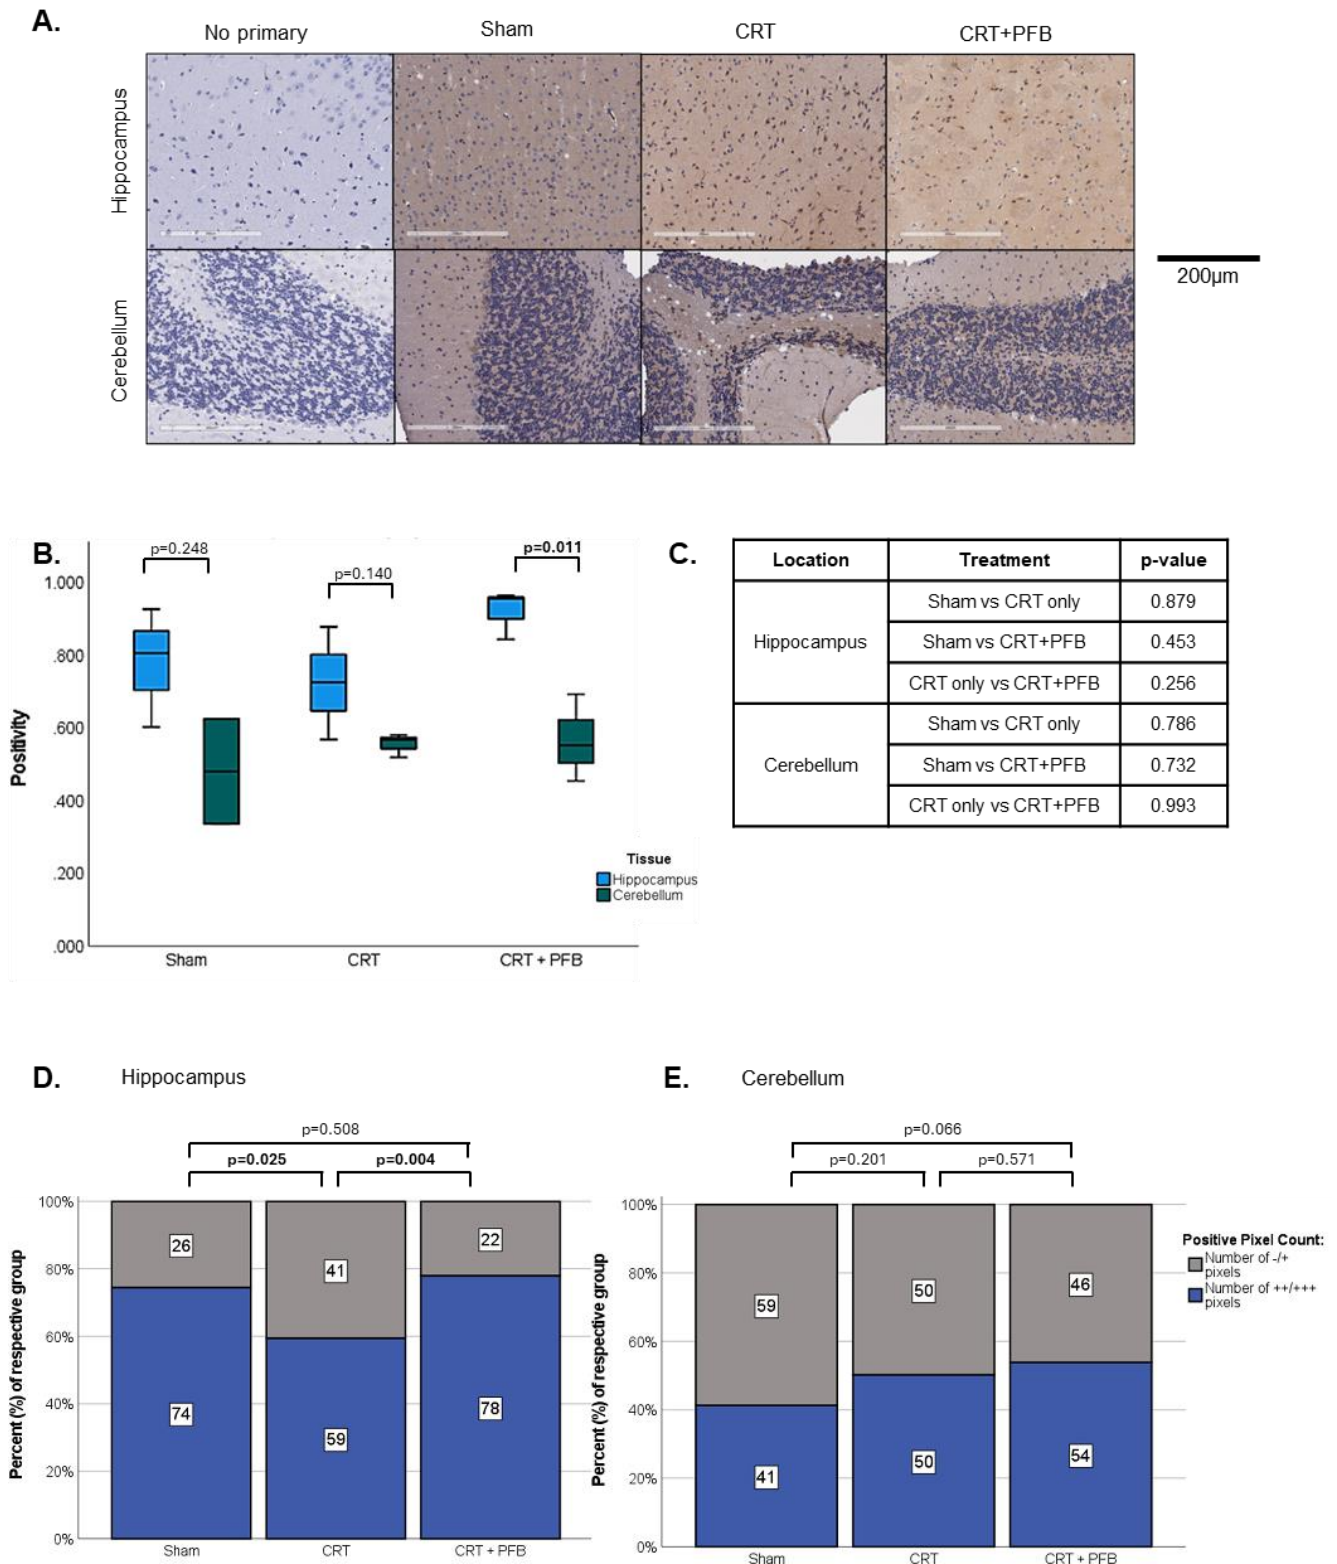 A.
No primary
Sham
CRT
CRT+PFB
Hippocampus
Cerebellum
200µm
B.
p=0.248
p=0.140
p=0.011
Positivity
1.000
.800
.600
.400
.200
.000
Sham
CRT
CRT + PFB
Tissue
Hippocampus
Cerebellum
C.
Location Treatment p-value
Hippocampus
Sham vs CRT only 0.879
Sham vs CRT+PFB 0.453
CRT only vs CRT+PFB 0.256
Cerebellum
Sham vs CRT only 0.786
Sham vs CRT+PFB 0.732
CRT only vs CRT+PFB 0.993
D.
Hippocampus
p=0.508
p=0.025
p=0.004
Percent (%) of respective group
100%
80%
60%
40%
20%
0%
26
41
22
74
59
78
Sham
CRT
CRT + PFB
E.
Cerebellum
p=0.066
p=0.201
p=0.571
Percent (%) of respective group
100%
80%
60%
40%
20%
0%
59
50
46
41
50
54
Sham
CRT
CRT + PFB
Positive Pixel Count:
Number of -/+
pixels
Number of ++/+++
pixels